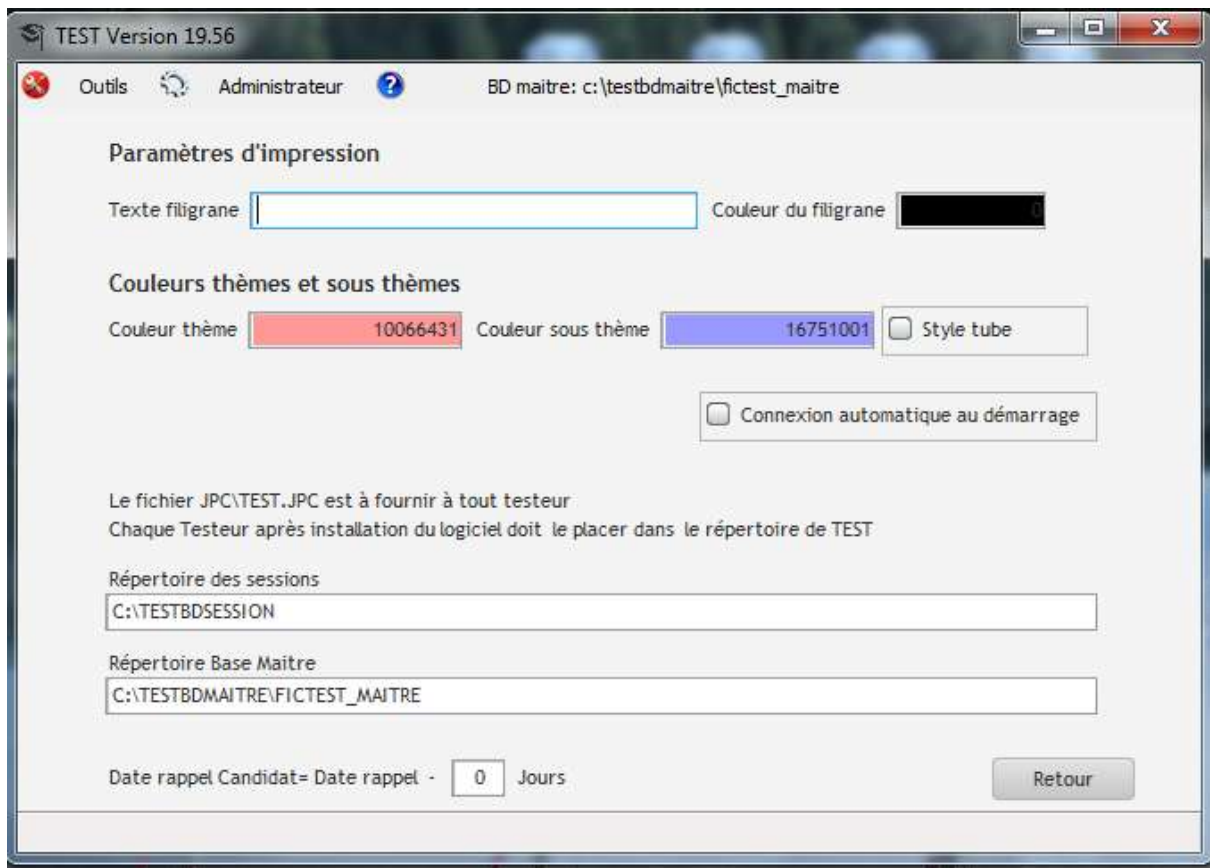 TEST Version 19.56
Outils Administrateur ? BD maitre: c:\testbdmaitre\fictest_maitre
Paramètres d'impression
Texte filigrane Couleur du filigrane 0
Couleurs thèmes et sous thèmes
Couleur thème 10066431 Couleur sous thème 16751001 Style tube
Connexion automatique au démarrage
Le fichier JPC\TEST.JPC est à fournir à tout testeur
Chaque Testeur après installation du logiciel doit le placer dans le répertoire de TEST
Répertoire des sessions
C:\TESTBDSESSION
Répertoire Base Maitre
C:\TESTBDMAITRE\FICTEST_MAITRE
Date rappel Candidat= Date rappel - 0 Jours
Retour